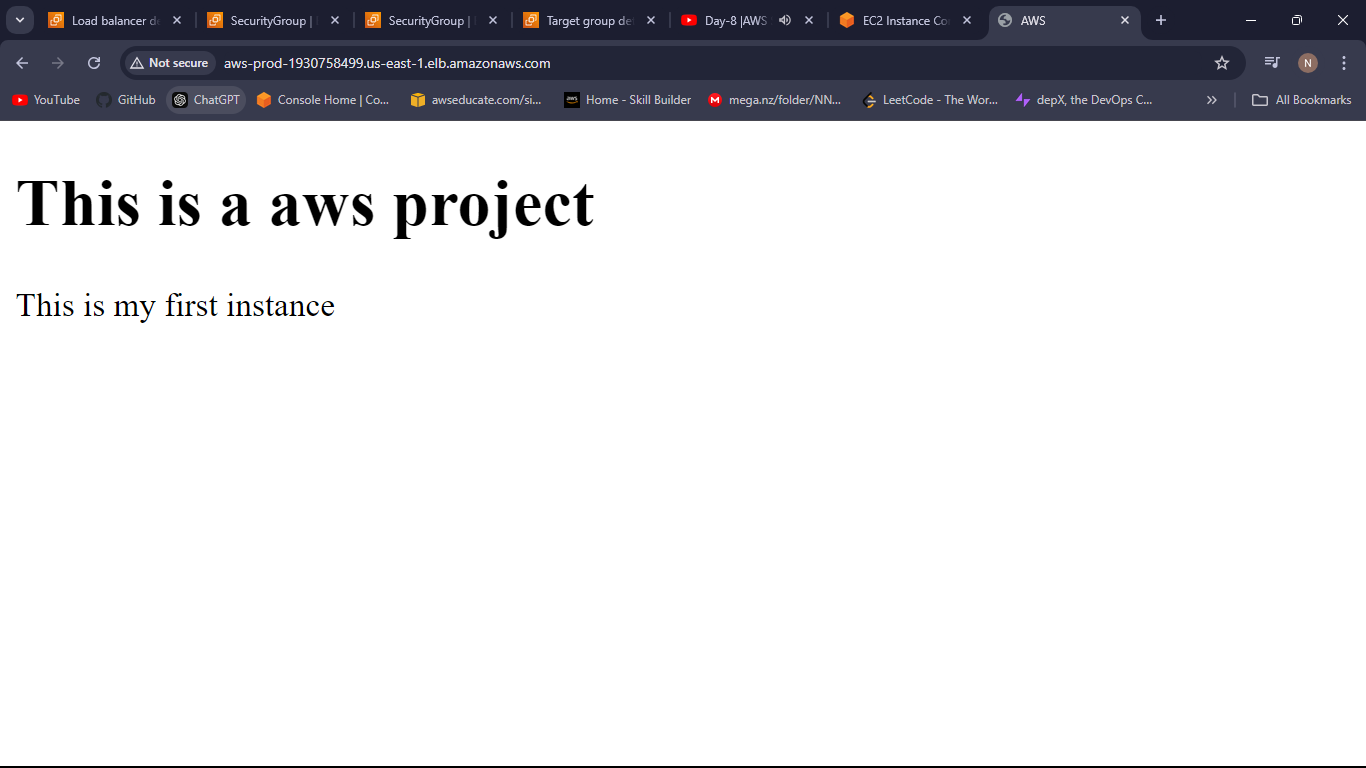 Load balancer de
SecurityGroup |
SecurityGroup |
Target group det
Day-8 |AWS
EC2 Instance Co
AWS
Not secure
aws-prod-1930758499.us-east-1.elb.amazonaws.com
N
YouTube
GitHub
ChatGPT
Console Home | Co...
awseducate.com/si...
aws
Home - Skill Builder
M
mega.nz/folder/NN...
LeetCode - The Wor...
depX, the DevOps C...
All Bookmarks
This is a aws project
This is my first instance